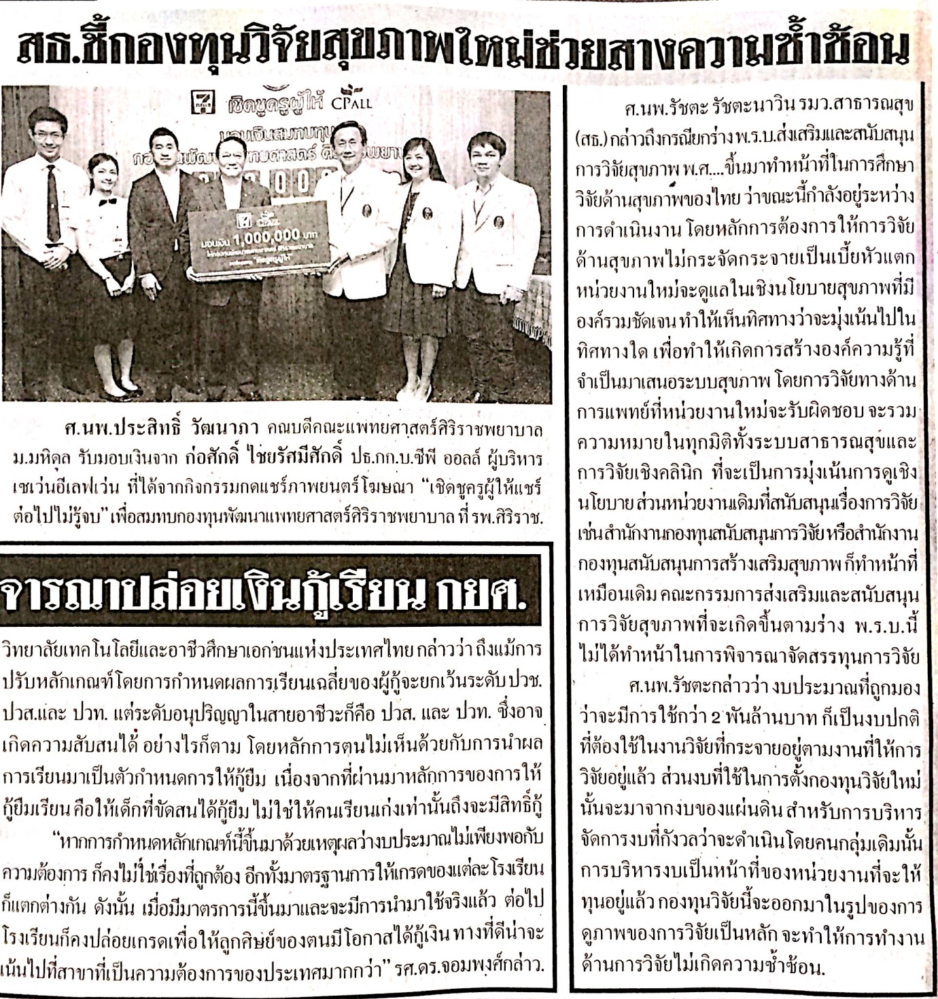 สธ.ชี้กองทุนวิจัยสุขภาพใหม่ช่วยสางความซ้ำซ้อน
เชิดชูครูผู้ให้ CPALL
มอบเงินสมทบทุน
CPALL
มอบเงิน 1,000,000 บาท
"เชิดชูครูผู้ให้"
ศ.นพ.ประสิทธิ์ วัฒนาภา คณบดีคณะแพทยศาสตร์ศิริราชพยาบาล
ม.มหิดล รับมอบเงินจาก ก่อศักดิ์ ไชยรัศมีศักดิ์ ปธ.กก.บ.ซีพี ออลล์ ผู้บริหาร
เซเว่นอีเลฟเว่น ที่ได้จากกิจกรรมกดแชร์ภาพยนตร์โฆษณา “เชิดชูครูผู้ให้แชร์
ต่อไปไม่รู้จบ” เพื่อสมทบกองทุนพัฒนาแพทยศาสตร์ศิริราชพยาบาล ที่ รพ.ศิริราช.
จารณาปล่อยเงินกู้เรียน กยศ.
วิทยาลัยเทคโนโลยีและอาชีวศึกษาเอกชนแห่งประเทศไทย กล่าวว่า ถึงแม้การ
ปรับหลักเกณฑ์โดยการกำหนดผลการเรียนเฉลี่ยของผู้กู้จะยกเว้นระดับ ปวช.
ปวส.และ ปวท. แต่ระดับอนุปริญญาในสายอาชีวะก็คือ ปวส. และ ปวท. ซึ่งอาจ
เกิดความสับสนได้ อย่างไรก็ตาม โดยหลักการตนไม่เห็นด้วยกับการนำผล
การเรียนมาเป็นตัวกำหนดการให้กู้ยืม เนื่องจากที่ผ่านมาหลักการของการให้
กู้ยืมเรียน คือให้เด็กที่ขัดสนได้กู้ยืม ไม่ใช่ให้คนเรียนเก่งเท่านั้นถึงจะมีสิทธิ์กู้
“หากการกำหนดหลักเกณฑ์นี้ขึ้นมาด้วยเหตุผลว่างบประมาณไม่เพียงพอกับ
ความต้องการ ก็คงไม่ใช่เรื่องที่ถูกต้อง อีกทั้งมาตรฐานการให้เกรดของแต่ละโรงเรียน
ก็แตกต่างกัน ดังนั้น เมื่อมีมาตรการนี้ขึ้นมาและจะมีการนำมาใช้จริงแล้ว ต่อไป
โรงเรียนก็คงปล่อยเกรดเพื่อให้ลูกศิษย์ของตนมีโอกาสได้กู้เงิน ทางที่ดีน่าจะ
เน้นไปที่สาขาที่เป็นความต้องการของประเทศมากกว่า” รศ.ดร.จอมพงศ์กล่าว.
ศ.นพ.รัชตะ รัชตะนาวิน รมว.สาธารณสุข
(สธ.) กล่าวถึงกรณียกร่าง พ.ร.บ.ส่งเสริมและสนับสนุน
การวิจัยสุขภาพ พ.ศ....ขึ้นมาทำหน้าที่ในการศึกษา
วิจัยด้านสุขภาพของไทย ว่าขณะนี้กำลังอยู่ระหว่าง
การดำเนินงาน โดยหลักการต้องการให้การวิจัย
ด้านสุขภาพไม่กระจัดกระจายเป็นเบี้ยหัวแตก
หน่วยงานใหม่จะดูแลในเชิงนโยบายสุขภาพที่มี
องค์รวมชัดเจน ทำให้เห็นทิศทางว่าจะมุ่งเน้นไปใน
ทิศทางใด เพื่อทำให้เกิดการสร้างองค์ความรู้ที่
จำเป็นมาเสนอระบบสุขภาพ โดยการวิจัยทางด้าน
การแพทย์ที่หน่วยงานใหม่จะรับผิดชอบ จะรวม
ความหมายในทุกมิติทั้งระบบสาธารณสุขและ
การวิจัยเชิงคลินิก ที่จะเป็นการมุ่งเน้นการดูเชิง
นโยบาย ส่วนหน่วยงานเดิมที่สนับสนุนเรื่องการวิจัย
เช่น สำนักงานกองทุนสนับสนุนการวิจัย หรือสำนักงาน
กองทุนสนับสนุนการสร้างเสริมสุขภาพ ก็ทำหน้าที่
เหมือนเดิม คณะกรรมการส่งเสริมและสนับสนุน
การวิจัยสุขภาพที่จะเกิดขึ้นตามร่าง พ.ร.บ.นี้
ไม่ได้ทำหน้าในการพิจารณาจัดสรรทุนการวิจัย
ศ.นพ.รัชตะกล่าวว่า งบประมาณที่ถูกมอง
ว่าจะมีการใช้กว่า 2 พันล้านบาท ก็เป็นงบปกติ
ที่ต้องใช้ในงานวิจัยที่กระจายอยู่ตามงานที่ให้การ
วิจัยอยู่แล้ว ส่วนงบที่ใช้ในการตั้งกองทุนวิจัยใหม่
นั้นจะมาจากงบของแผ่นดิน สำหรับการบริหาร
จัดการงบที่กังวลว่าจะดำเนินโดยคนกลุ่มเดิมนั้น
การบริหารงบเป็นหน้าที่ของหน่วยงานที่จะให้
ทุนอยู่แล้ว กองทุนวิจัยนี้จะออกมาในรูปของการ
ดูภาพของการวิจัยเป็นหลัก จะทำให้การทำงาน
ด้านการวิจัยไม่เกิดความซ้ำซ้อน.